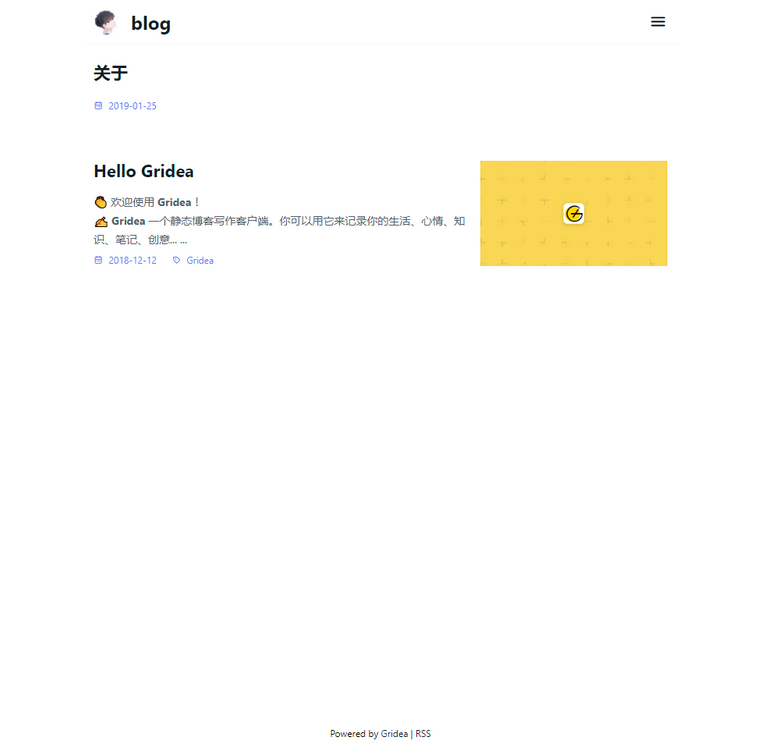 blog
关于
2019-01-25
Hello Gridea
👏 欢迎使用 Gridea！
✍️ Gridea 一个静态博客写作客户端。你可以用它来记录你的生活、心情、知
识、笔记、创意... ...
2018-12-12 Gridea
Powered by Gridea | RSS